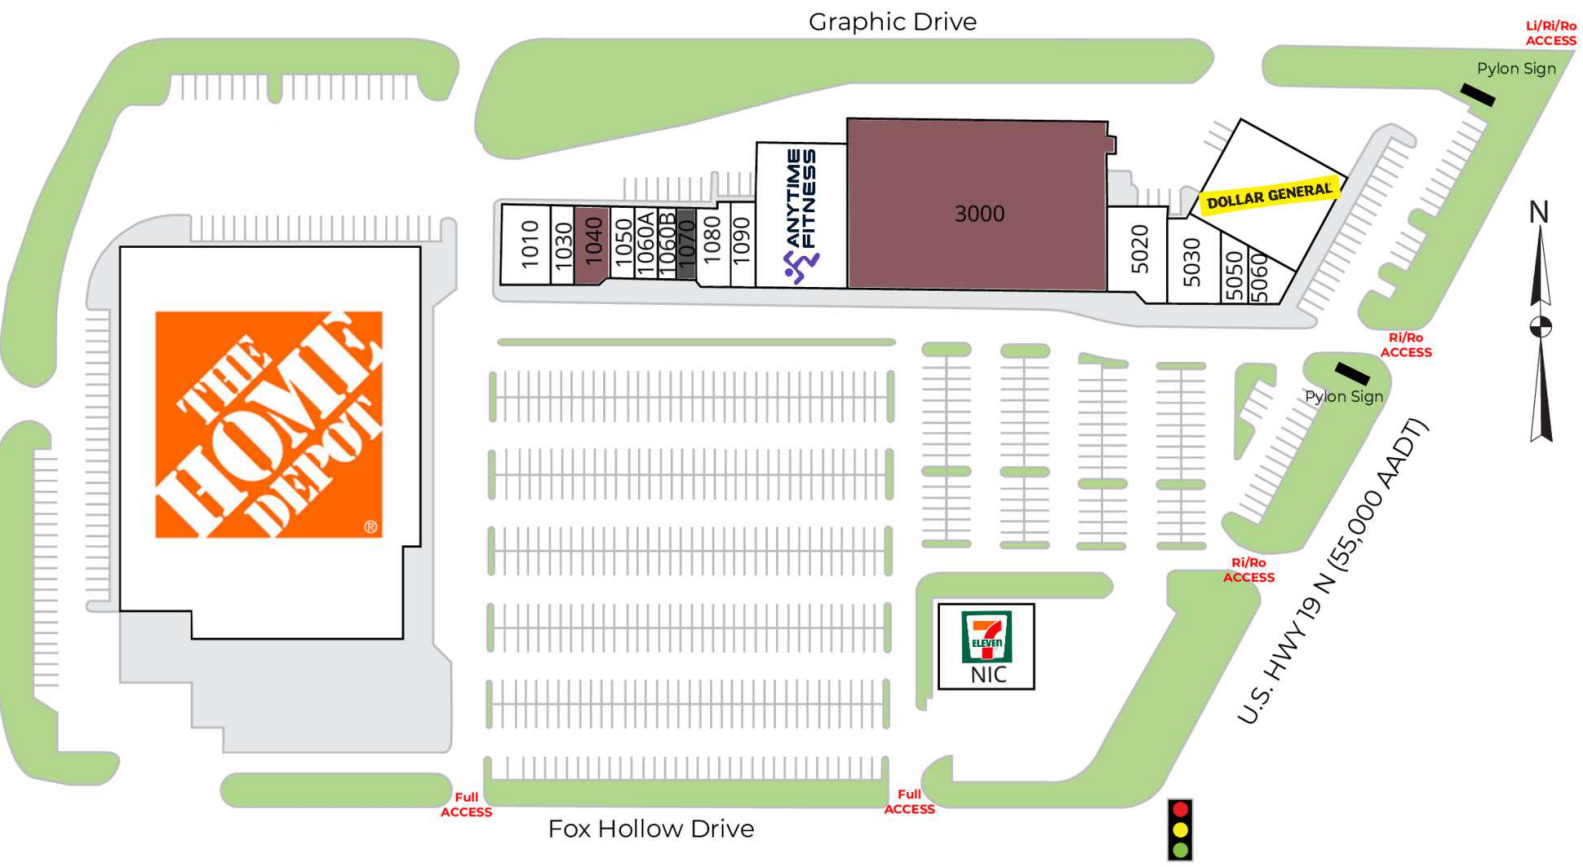 Graphic Drive
Li/Ri/Ro
ACCESS
Pylon Sign
ANYTIME
FITNESS
3000
DOLLAR GENERAL
1010
1030
1040
1050
1060A
1060B
1070
1080
1090
5020
5030
5050
5060
N
THE
HOME
DEPOT
®
Ri/Ro
ACCESS
Pylon Sign
U.S. HWY 19 N (55,000 AADT)
Ri/Ro
ACCESS
7
ELEVEN
NIC
Full
ACCESS
Full
ACCESS
Fox Hollow Drive